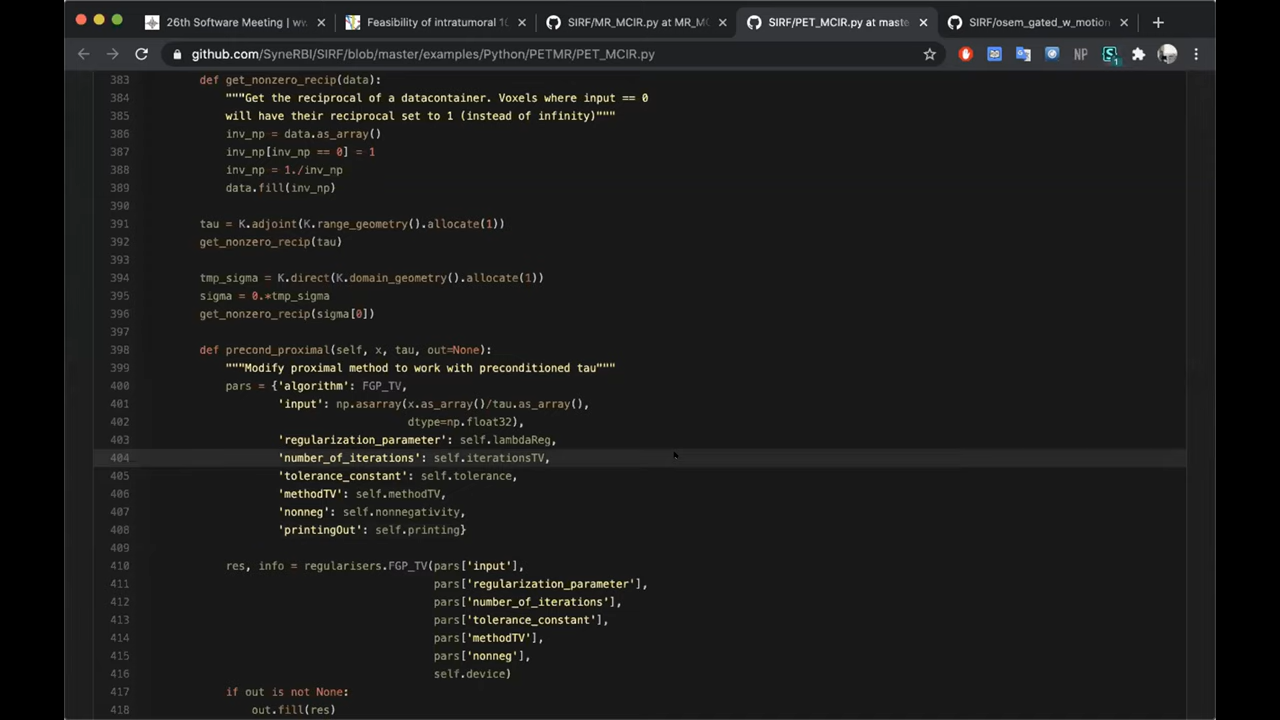 26th Software Meeting | w
Feasibility of intratumoral 10
SIRF/MR_MCIR.py at MR_M
SIRF/PET_MCIR.py at maste
SIRF/osem_gated_w_motion
github.com/SyneRBI/SIRF/blob/master/examples/Python/PETMR/PET_MCIR.py
NP
1
383 def get_nonzero_recip(data):
384 """Get the reciprocal of a datacontainer. Voxels where input == 0
385 will have their reciprocal set to 1 (instead of infinity)"""
386 inv_np = data.as_array()
387 inv_np[inv_np == 0] = 1
388 inv_np = 1./inv_np
389 data.fill(inv_np)
390
391 tau = K.adjoint(K.range_geometry().allocate(1))
392 get_nonzero_recip(tau)
393
394 tmp_sigma = K.direct(K.domain_geometry().allocate(1))
395 sigma = 0.*tmp_sigma
396 get_nonzero_recip(sigma[0])
397
398 def precond_proximal(self, x, tau, out=None):
399 """Modify proximal method to work with preconditioned tau"""
400 pars = {'algorithm': FGP_TV,
401 'input': np.asarray(x.as_array()/tau.as_array(),
402 dtype=np.float32),
403 'regularization_parameter': self.lambdaReg,
404 'number_of_iterations': self.iterationsTV,
405 'tolerance_constant': self.tolerance,
406 'methodTV': self.methodTV,
407 'nonneg': self.nonnegativity,
408 'printingOut': self.printing}
409
410 res, info = regularisers.FGP_TV(pars['input'],
411 pars['regularization_parameter'],
412 pars['number_of_iterations'],
413 pars['tolerance_constant'],
414 pars['methodTV'],
415 pars['nonneg'],
416 self.device)
417 if out is not None:
418 out.fill(res)